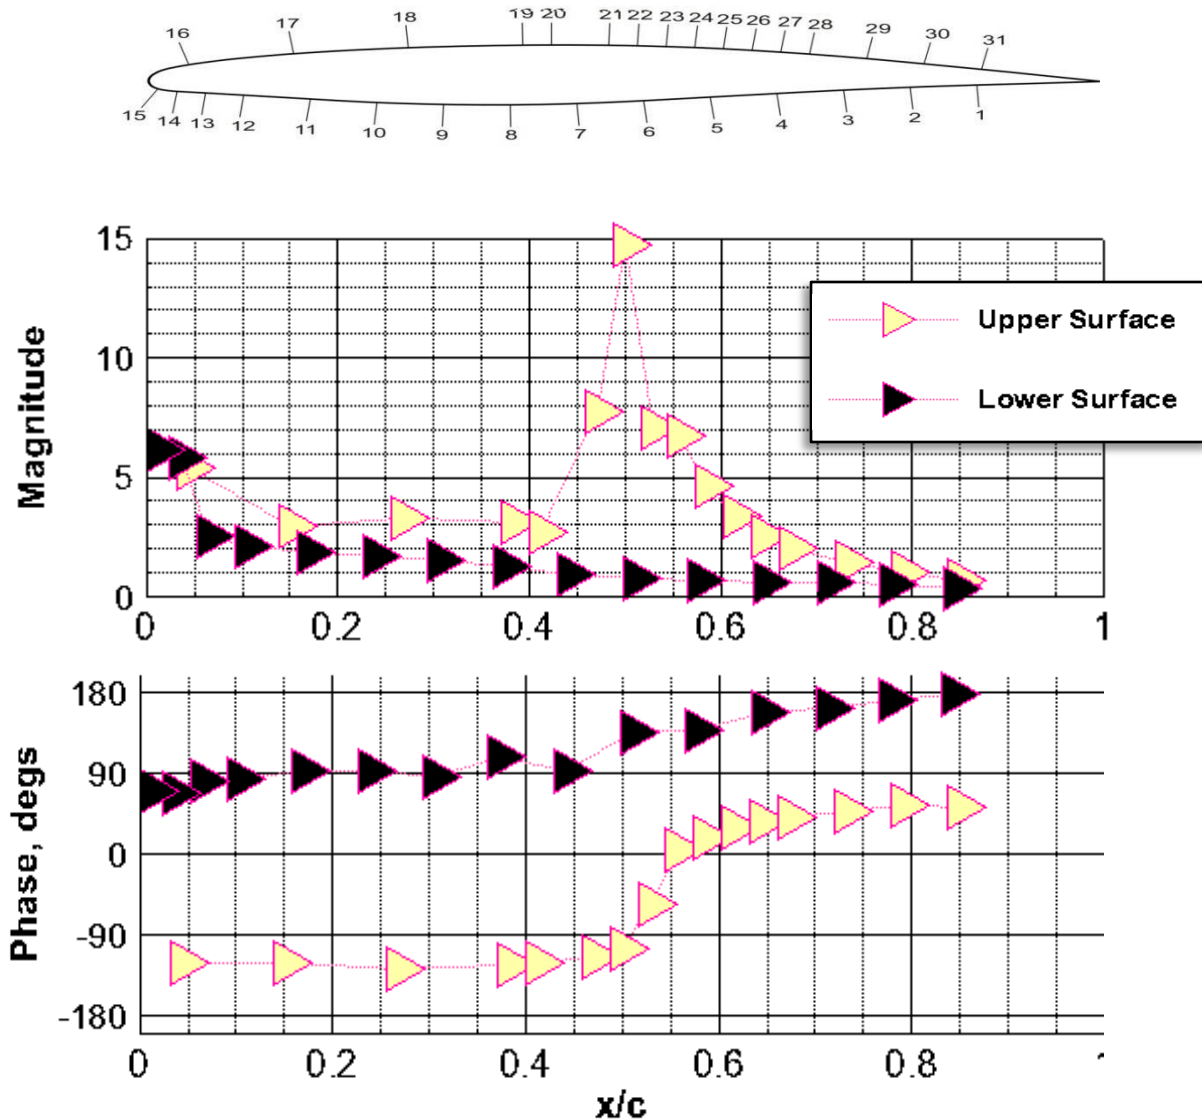 16 17 18 19 20 21 22 23 24 25 26 27 28 29 30 31
15 14 13 12 11 10 9 8 7 6 5 4 3 2 1
Magnitude
15
10
5
0
0 0.2 0.4 0.6 0.8 1
Upper Surface
Lower Surface
Phase, degs
180
90
0
-90
-180
0 0.2 0.4 0.6 0.8
x/c